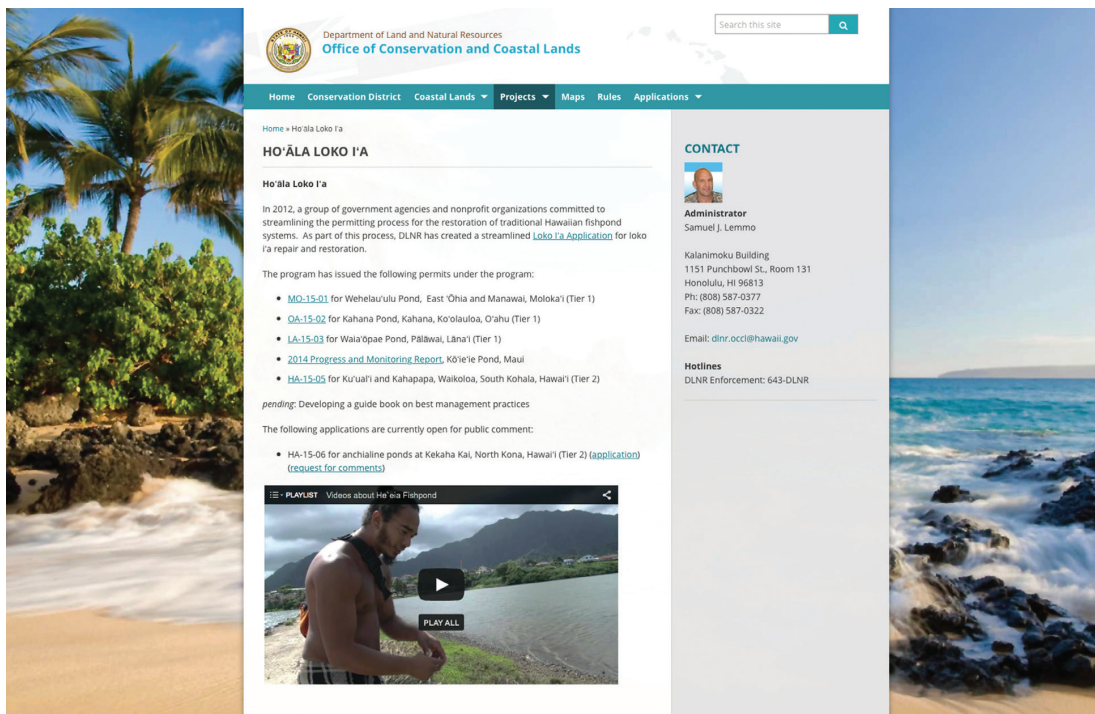 Department of Land and Natural Resources
Office of Conservation and Coastal Lands
Search this site
Home Conservation District Coastal Lands Projects Maps Rules Applications
Home » Ho'āla Loko I'a
HO'ĀLA LOKO I'A
Ho'āla Loko I'a
In 2012, a group of government agencies and nonprofit organizations committed to
streamlining the permitting process for the restoration of traditional Hawaiian fishpond
systems. As part of this process, DLNR has created a streamlined Loko I'a Application for loko
i'a repair and restoration.
The program has issued the following permits under the program:
• MO-15-01 for Wehelau'ulu Pond, East 'Ōhia and Manawai, Moloka'i (Tier 1)
• OA-15-02 for Kahana Pond, Kahana, Ko'olauloa, O'ahu (Tier 1)
• LA-15-03 for Waia'ōpae Pond, Pālāwai, Lāna'i (Tier 1)
• 2014 Progress and Monitoring Report, Kō'ie'ie Pond, Maui
• HA-15-05 for Ku'uali'i and Kahapapa, Waikoloa, South Kohala, Hawai'i (Tier 2)
pending: Developing a guide book on best management practices
The following applications are currently open for public comment:
• HA-15-06 for anchialine ponds at Kekaha Kai, North Kona, Hawai'i (Tier 2) (application)
(request for comments)
PLAYLIST Videos about He'eia Fishpond
PLAY ALL
CONTACT
Administrator
Samuel J. Lemmo
Kalanimoku Building
1151 Punchbowl St., Room 131
Honolulu, HI 96813
Ph: (808) 587-0377
Fax: (808) 587-0322
Email: dlnr.occl@hawaii.gov
Hotlines
DLNR Enforcement: 643-DLNR